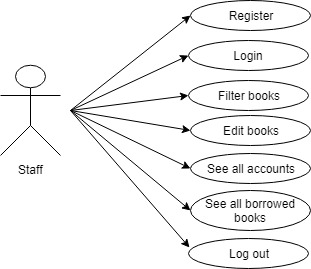 Register
Login
Filter books
Edit books
See all accounts
See all borrowed
books
Log out
Staff